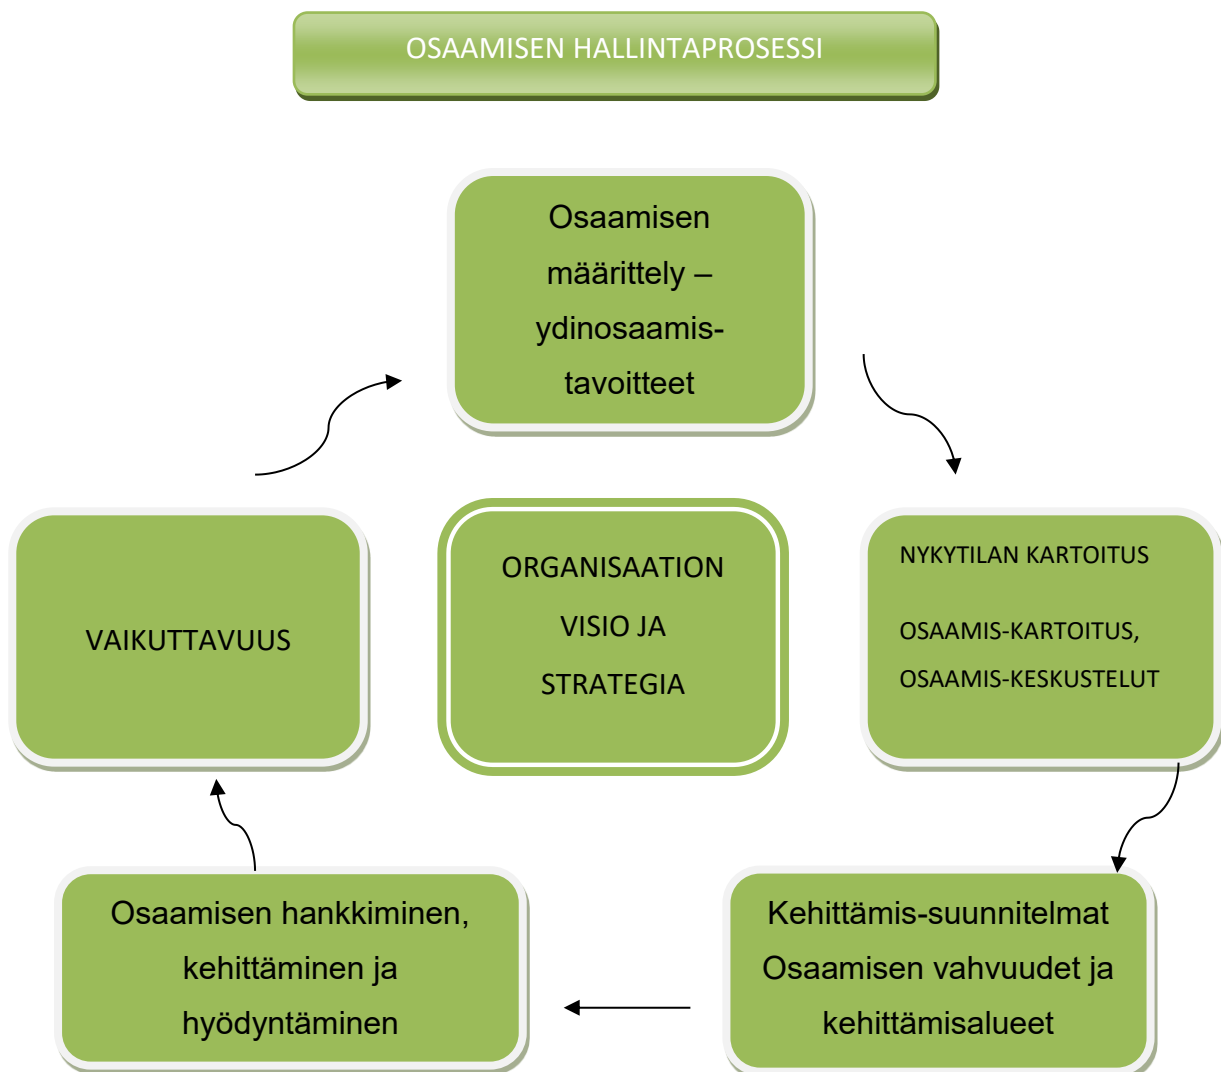 OSAAMISEN HALLINTAPROSESSI
Osaamisen
määrittely –
ydinosaamis-
tavoitteet
NYKYTILAN KARTOITUS
OSAAMIS-KARTOITUS,
OSAAMIS-KESKUSTELUT
Kehittämis-suunnitelmat
Osaamisen vahvuudet ja
kehittämisalueet
Osaamisen hankkiminen,
kehittäminen ja
hyödyntäminen
VAIKUTTAVUUS
ORGANISAATION
VISIO JA
STRATEGIA